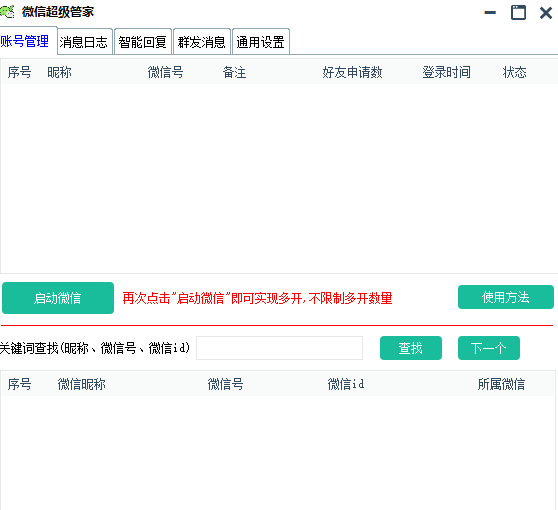 微信超级管家
账号管理 消息日志 智能回复 群发消息 通用设置
序号 昵称 微信号 备注 好友申请数 登录时间 状态
启动微信 再次点击"启动微信"即可实现多开,不限制多开数量 使用方法
关键词查找(昵称、微信号、微信id) 查找 下一个
序号 微信昵称 微信号 微信id 所属微信